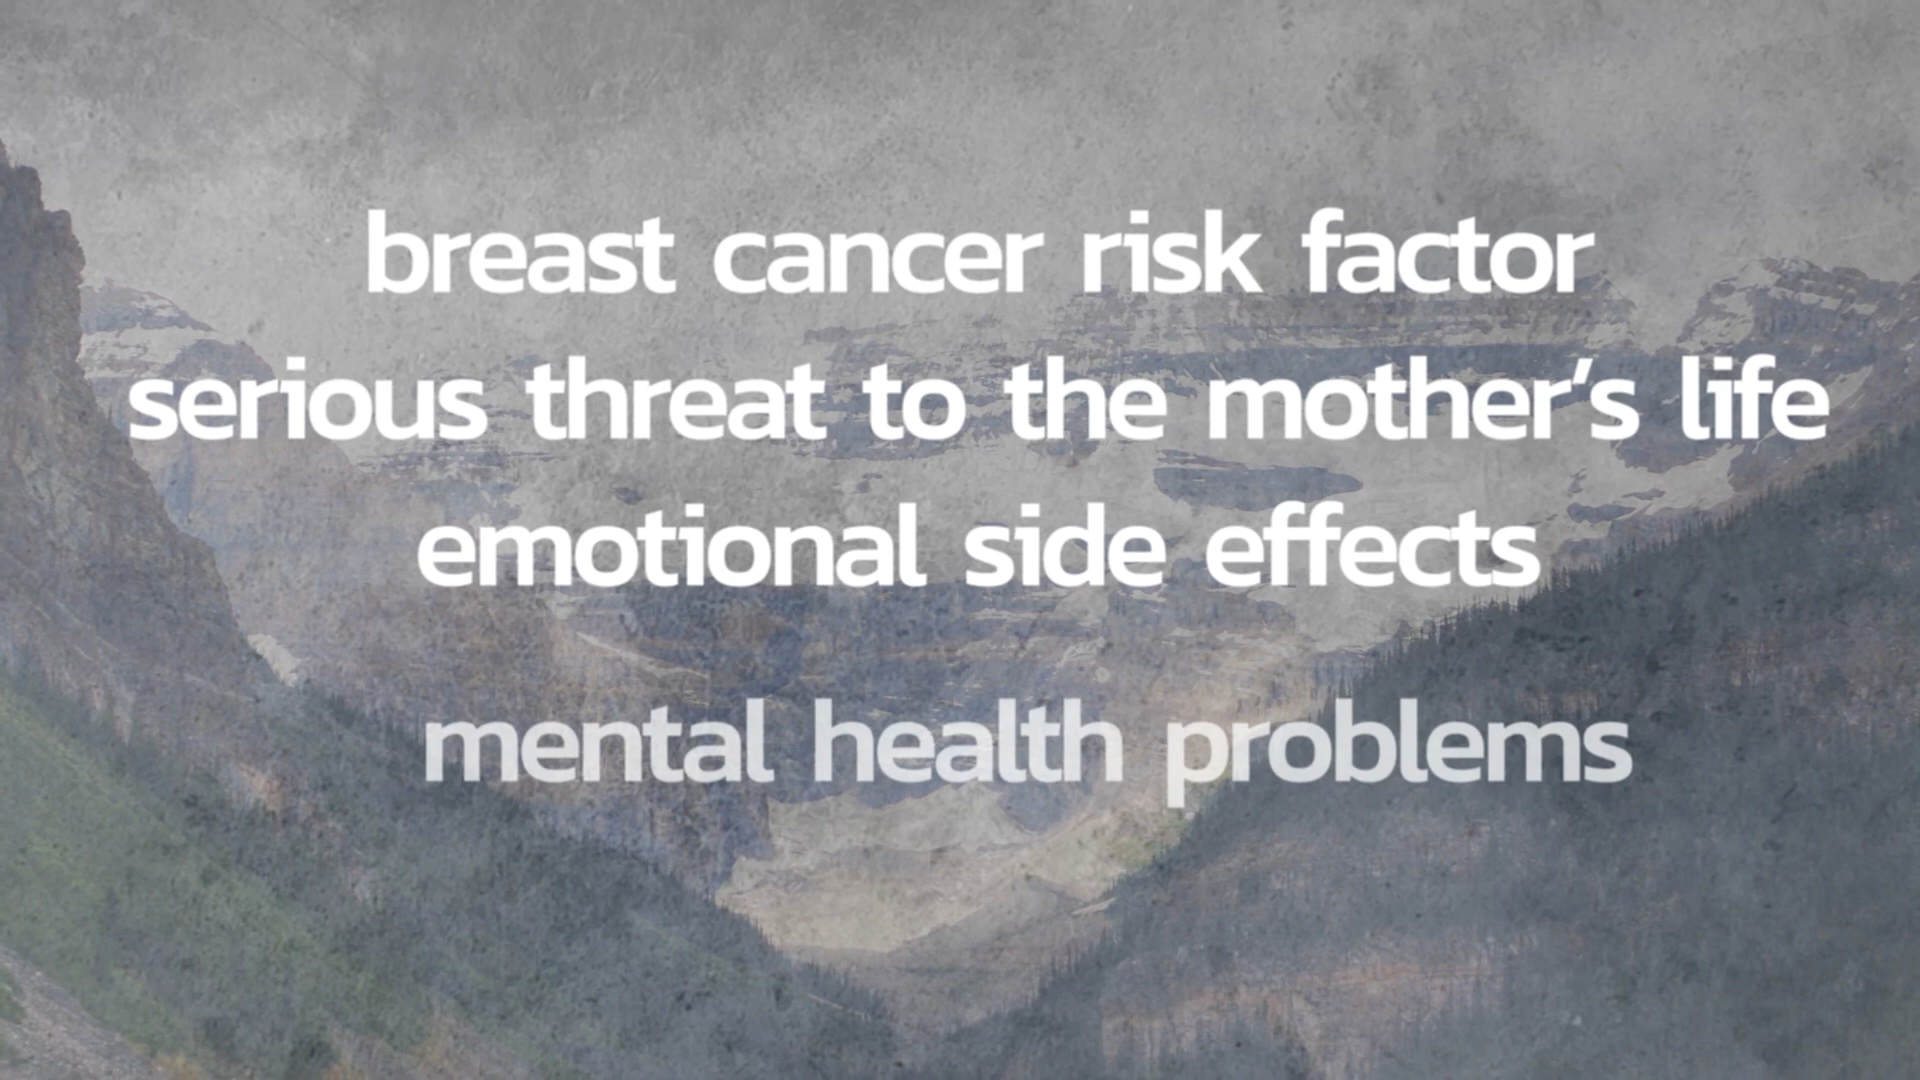 breast cancer risk factor
serious threat to the mother’s life
emotional side effects
mental health problems